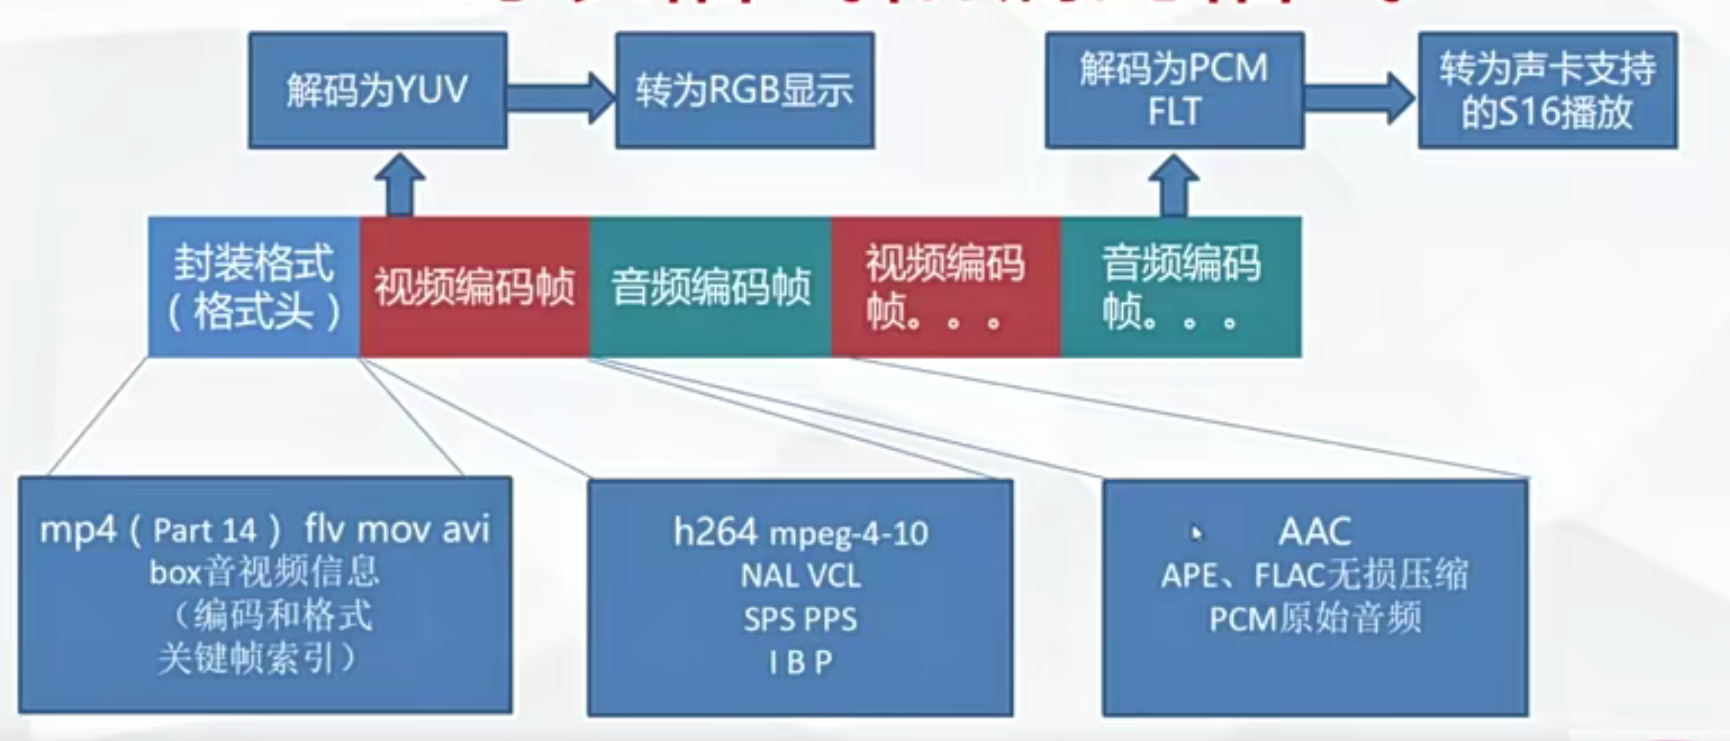 解码为YUV
转为RGB显示
解码为PCM
FLT
转为声卡支持
的S16播放
封装格式
（格式头）
视频编码帧
音频编码帧
视频编码
帧。。。
音频编码
帧。。。
mp4（Part 14） flv mov avi
box音视频信息
（编码和格式
关键帧索引）
h264 mpeg-4-10
NAL VCL
SPS PPS
I B P
AAC
APE、FLAC无损压缩
PCM原始音频